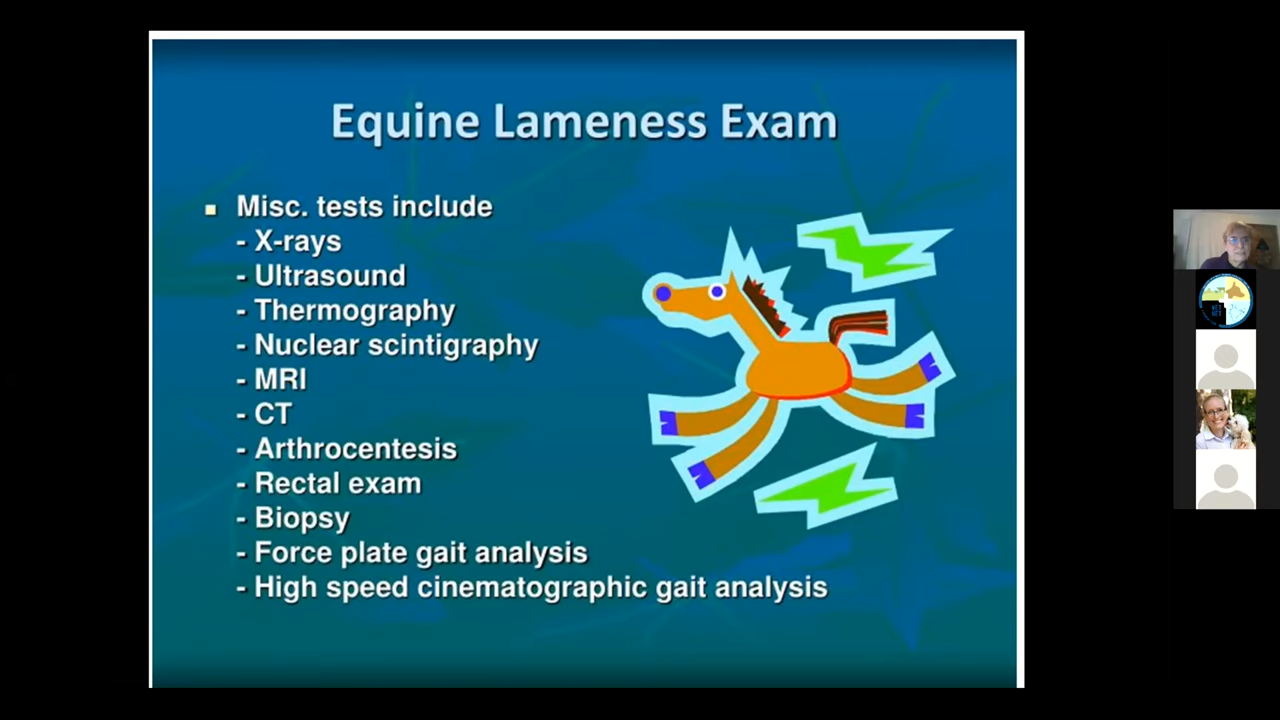 Equine Lameness Exam
Misc. tests include
- X-rays
- Ultrasound
- Thermography
- Nuclear scintigraphy
- MRI
- CT
- Arthrocentesis
- Rectal exam
- Biopsy
- Force plate gait analysis
- High speed cinematographic gait analysis